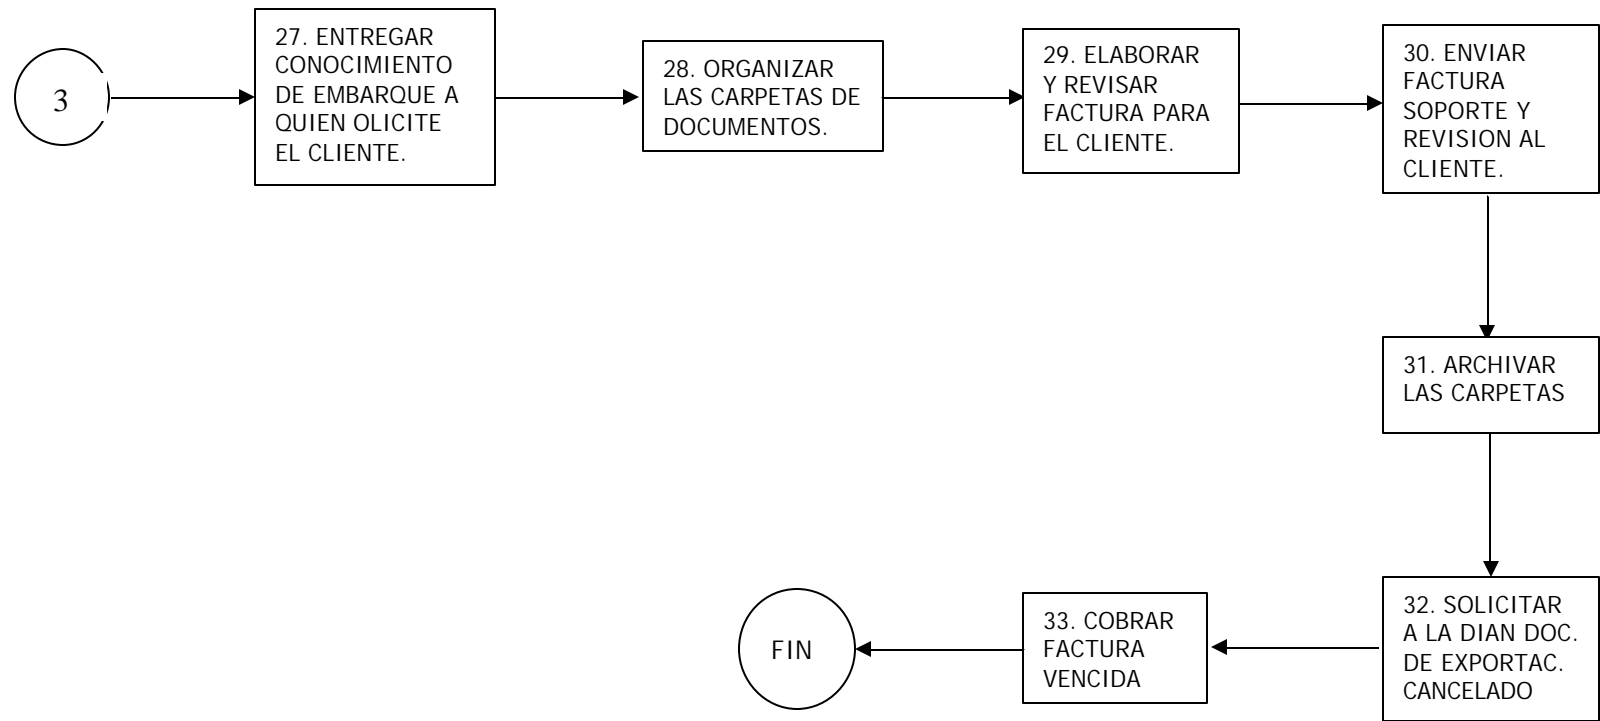 3
27. ENTREGAR
CONOCIMIENTO
DE EMBARQUE A
QUIEN OLICITE
EL CLIENTE.
28. ORGANIZAR
LAS CARPETAS DE
DOCUMENTOS.
29. ELABORAR
Y REVISAR
FACTURA PARA
EL CLIENTE.
30. ENVIAR
FACTURA
SOPORTE Y
REVISION AL
CLIENTE.
31. ARCHIVAR
LAS CARPETAS
32. SOLICITAR
A LA DIAN DOC.
DE EXPORTAC.
CANCELADO
33. COBRAR
FACTURA
VENCIDA
FIN